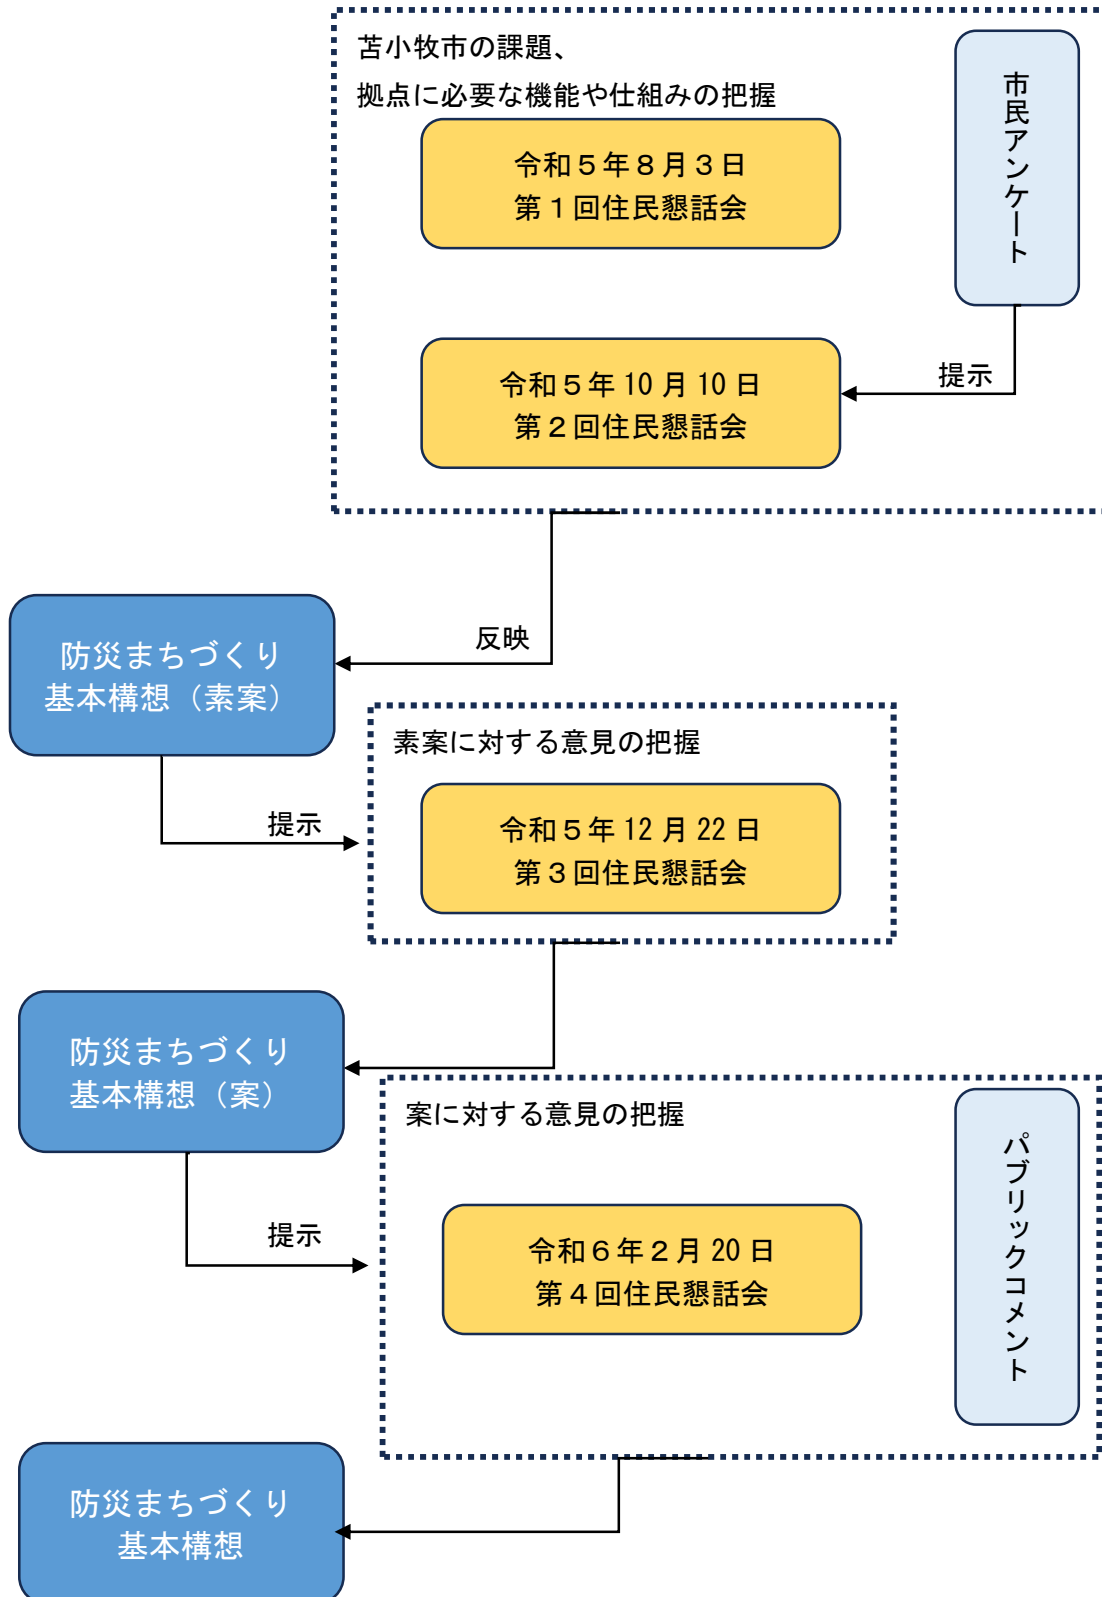 苫小牧市の課題、
拠点に必要な機能や仕組みの把握
市民アンケート
令和５年８月３日
第１回住民懇話会
令和５年 10 月 10 日
第２回住民懇話会
提示
反映
防災まちづくり
基本構想（素案）
素案に対する意見の把握
提示
令和５年 12 月 22 日
第３回住民懇話会
防災まちづくり
基本構想（案）
案に対する意見の把握
パブリックコメント
提示
令和６年２月 20 日
第４回住民懇話会
防災まちづくり
基本構想